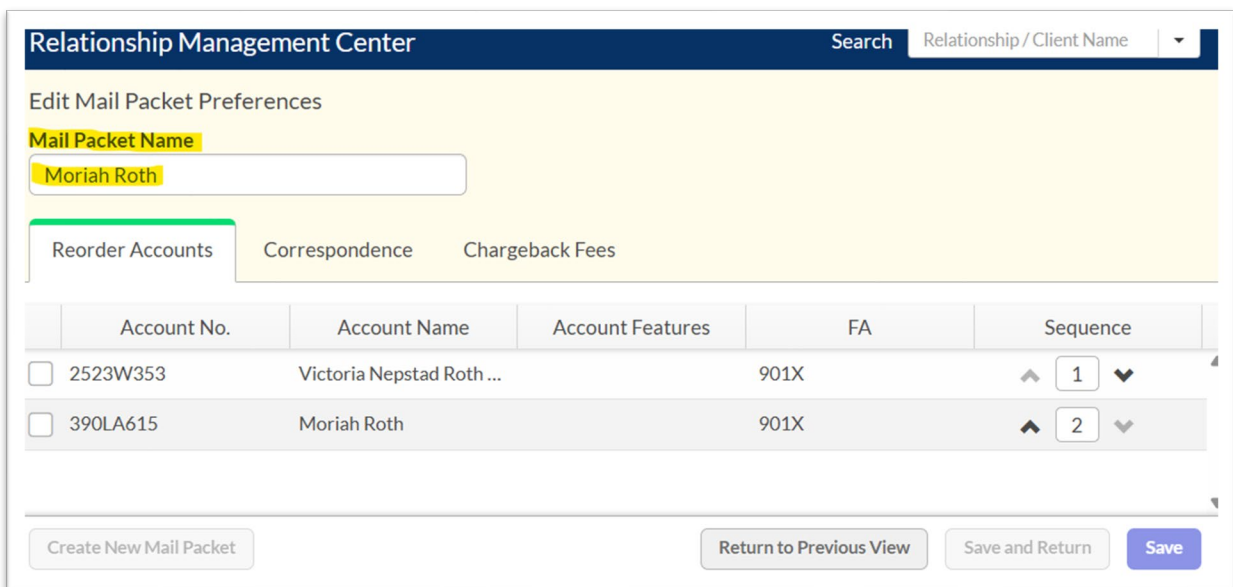 Relationship Management Center Search Relationship / Client Name
Edit Mail Packet Preferences
Mail Packet Name
Moriah Roth
Reorder Accounts Correspondence Chargeback Fees
Account No. Account Name Account Features FA Sequence
2523W353 Victoria Nepstad Roth ... 901X 1
390LA615 Moriah Roth 901X 2
Create New Mail Packet Return to Previous View Save and Return Save